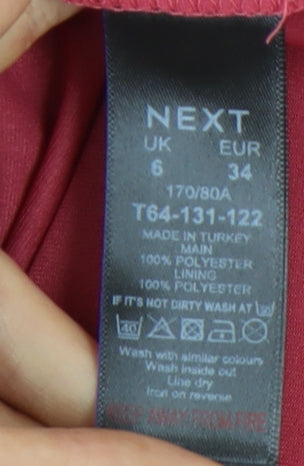 NEXT
UK EUR
6 34
170/80A
T64-131-122
MADE IN TURKEY
MAIN
100% POLYESTER
LINING
100% POLYESTER
IF IT'S NOT DIRTY WASH AT 30
40
Wash with similar colours
Wash inside out
Line dry
Iron on reverse
KEEP AWAY FROM FIRE